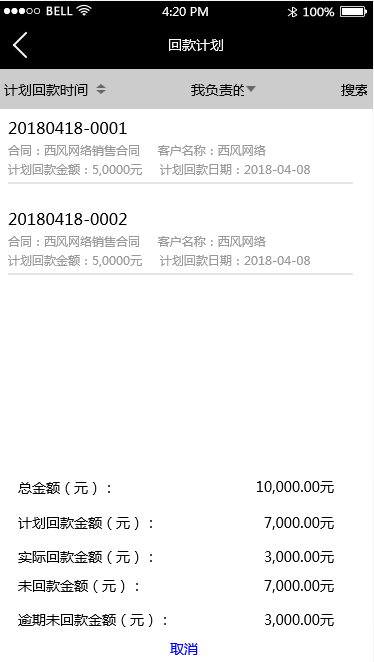 BELL 4:20 PM 100%
回款计划
计划回款时间 我负责的 搜索
20180418-0001
合同：西风网络销售合同 客户名称：西风网络
计划回款金额：5,0000元 计划回款日期：2018-04-08
20180418-0002
合同：西风网络销售合同 客户名称：西风网络
计划回款金额：5,0000元 计划回款日期：2018-04-08
总金额（元）： 10,000.00元
计划回款金额（元）： 7,000.00元
实际回款金额（元）： 3,000.00元
未回款金额（元）： 7,000.00元
逾期未回款金额（元）： 3,000.00元
取消